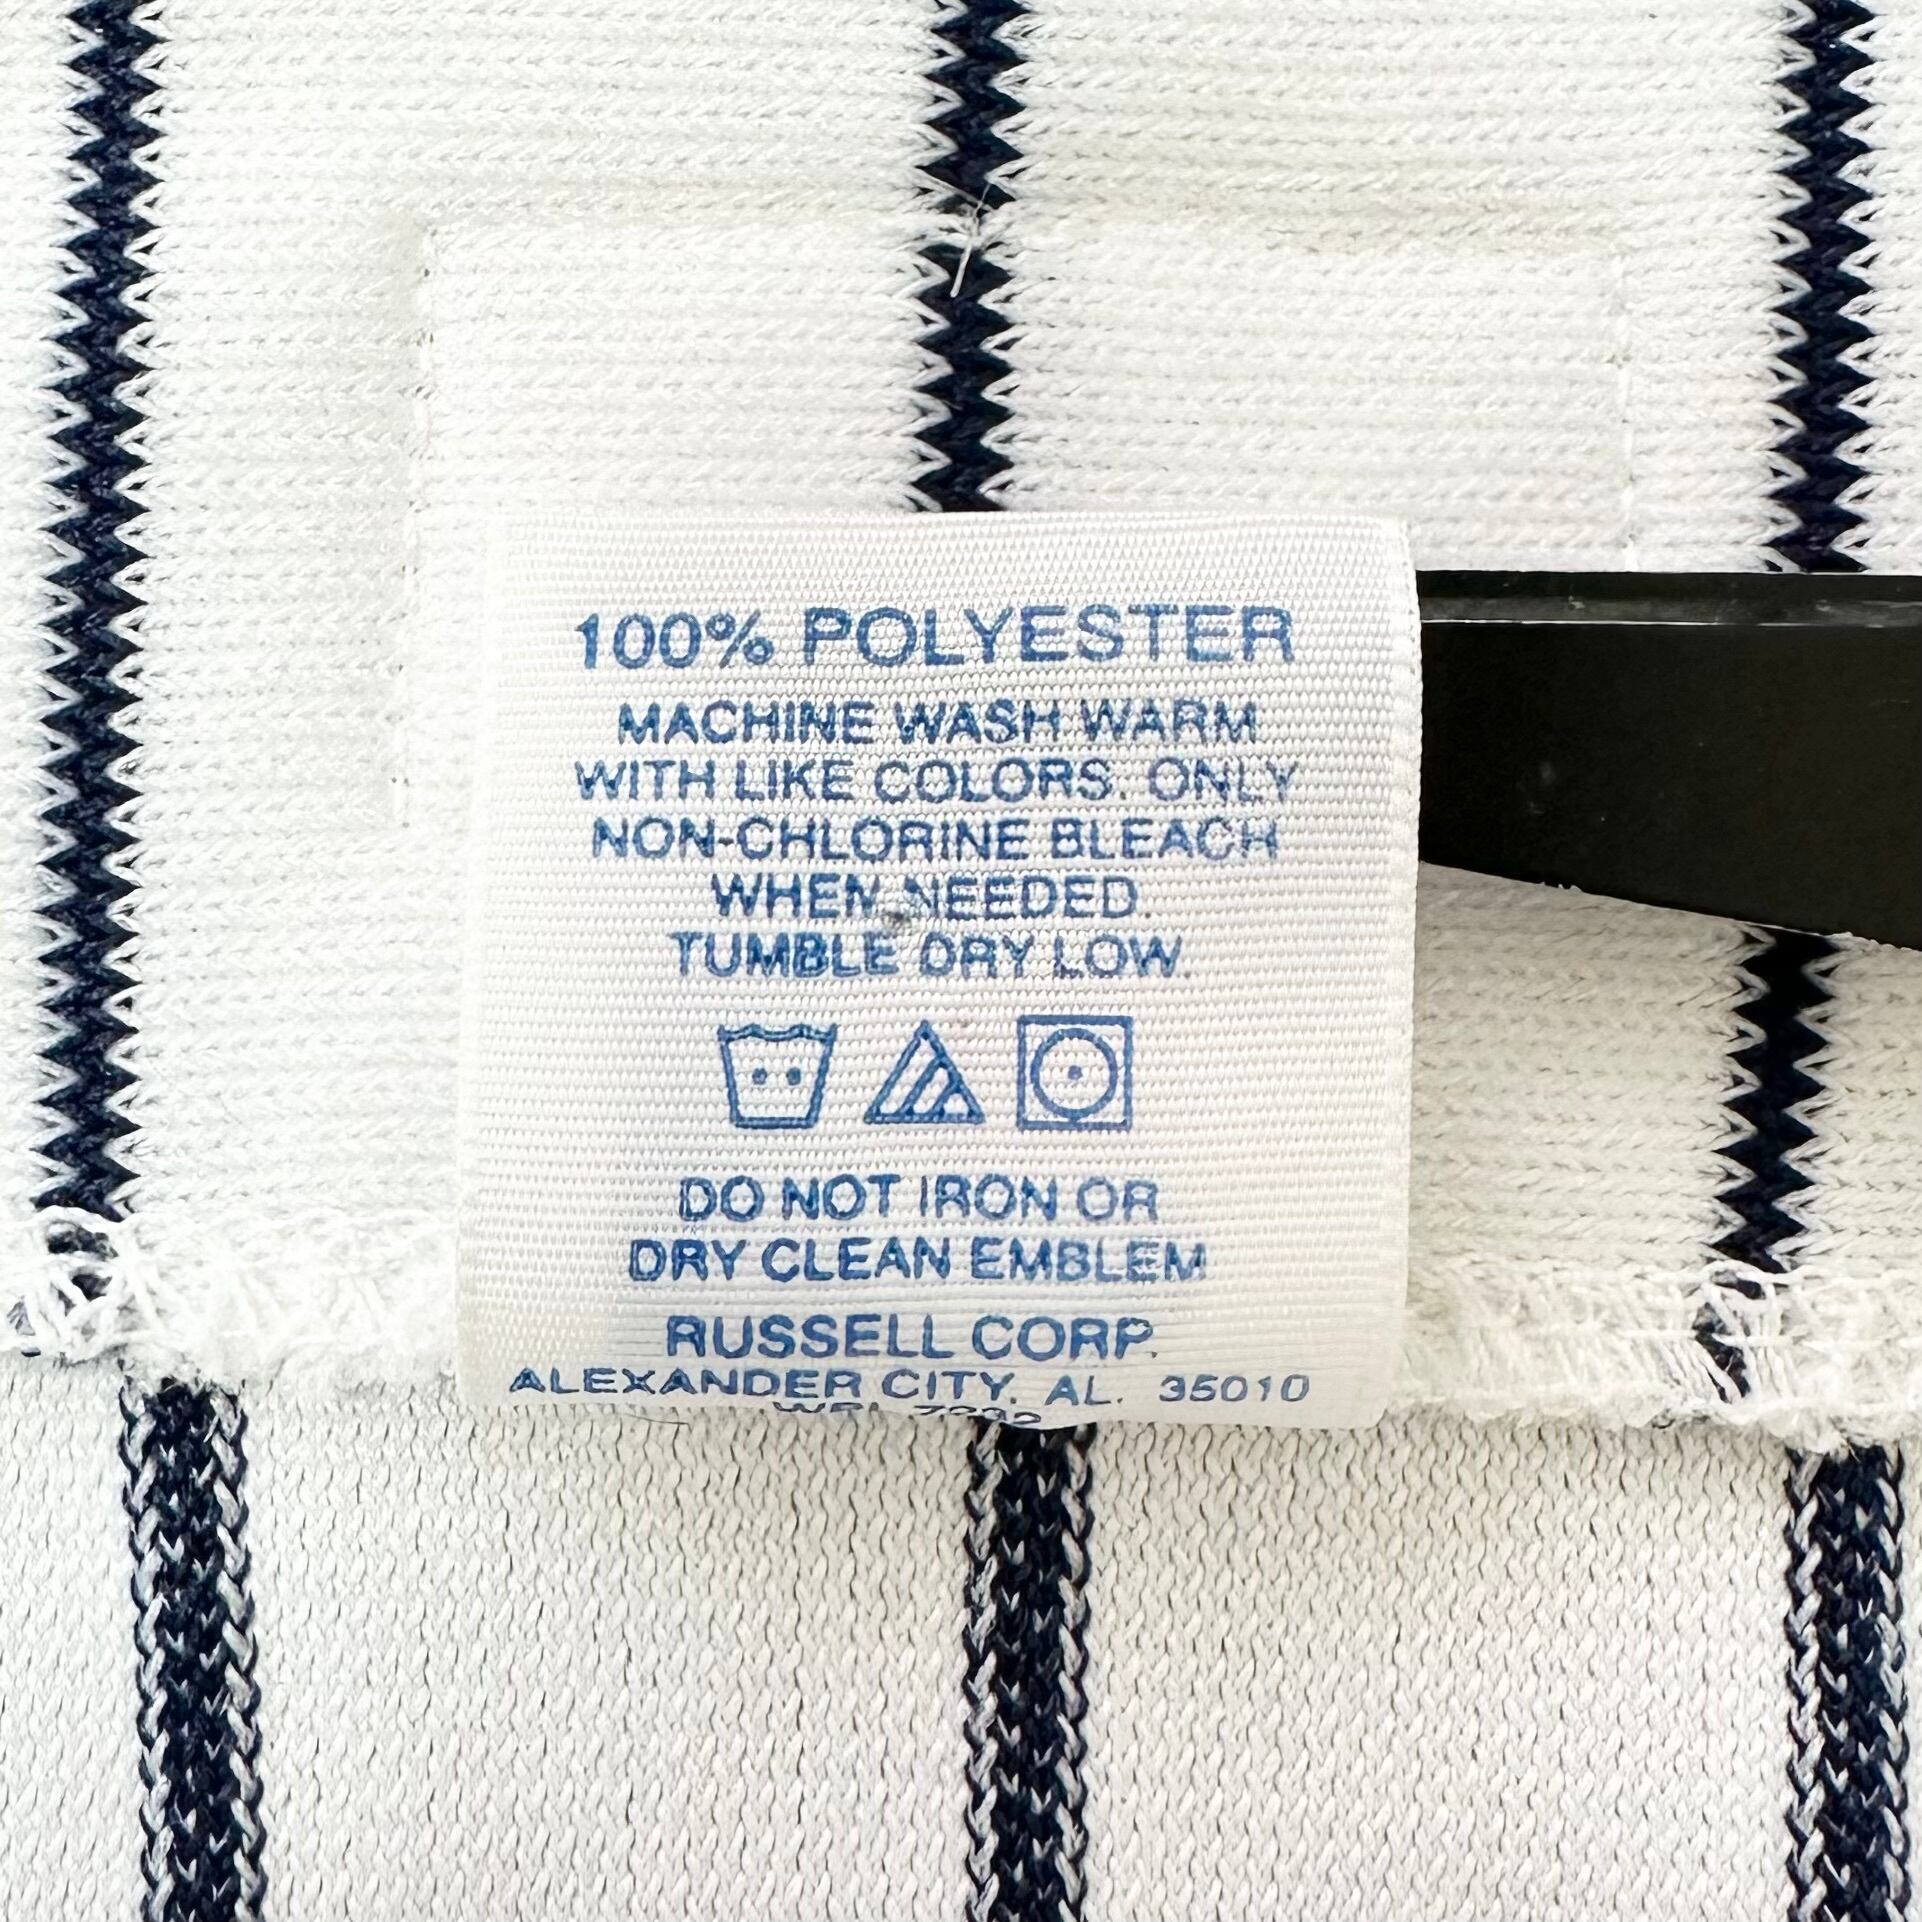 100% POLYESTER
MACHINE WASH WARM
WITH LIKE COLORS. ONLY
NON-CHLORINE BLEACH
WHEN NEEDED.
TUMBLE DRY LOW.
DO NOT IRON OR
DRY CLEAN EMBLEM
RUSSELL CORP.
ALEXANDER CITY, AL. 35010